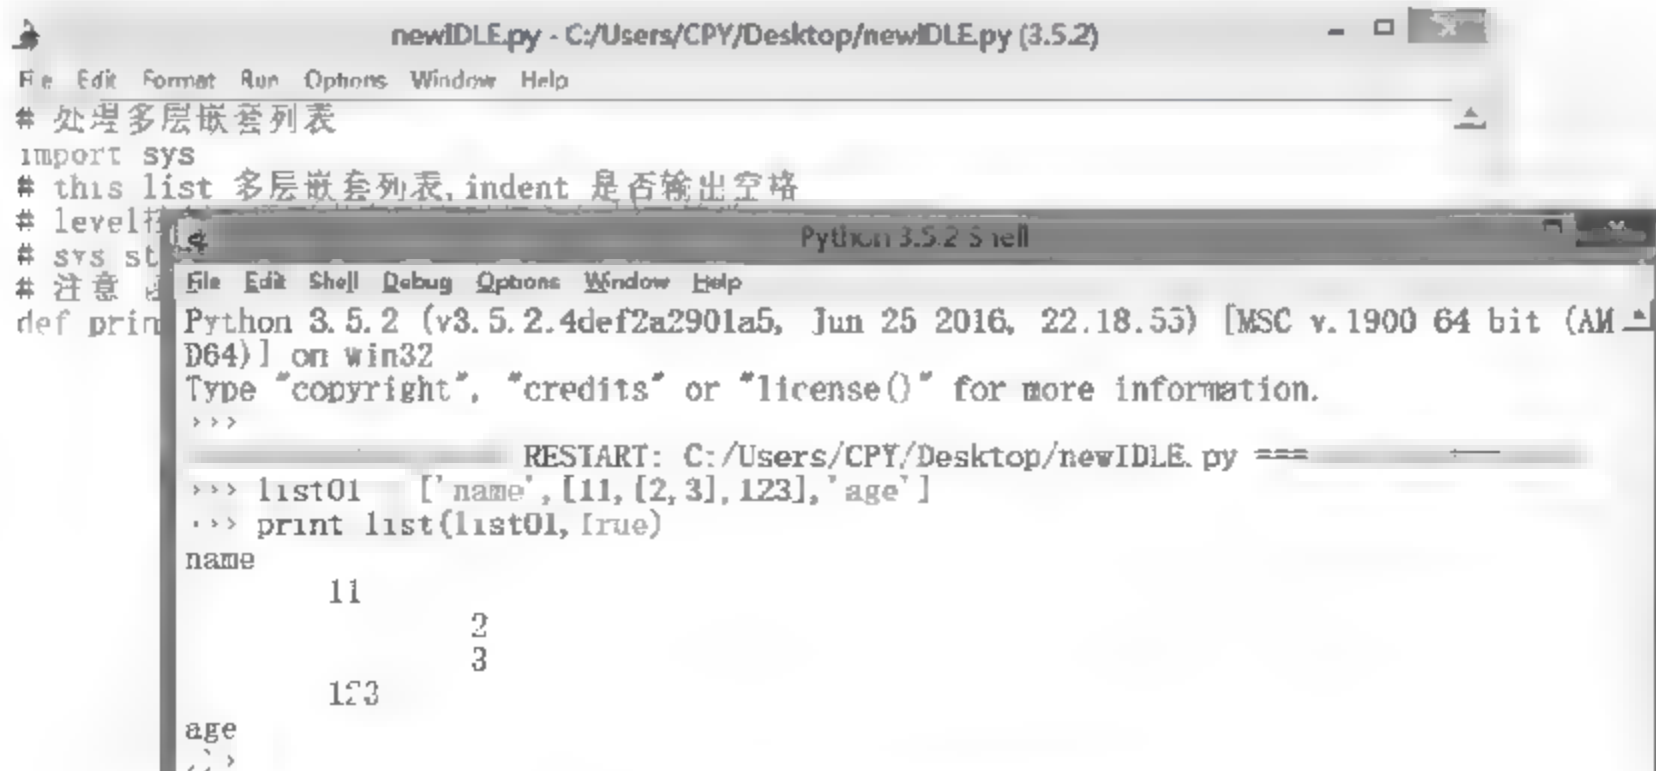 newIDLE.py - C:/Users/CPY/Desktop/newIDLE.py (3.5.2)
File Edit Format Run Options Window Help
# 处理多层嵌套列表
import sys
# this list 多层嵌套列表,indent 是否输出空格
# level
# sys st
# 注意
def prin
Python 3.5.2 Shell
File Edit Shell Debug Options Window Help
Python 3.5.2 (v3.5.2.4def2a2901a5, Jun 25 2016, 22.18.55) [MSC v.1900 64 bit (AM
D64)] on win32
Type "copyright", "credits" or "license()" for more information.
>>>
RESTART: C:/Users/CPY/Desktop/newIDLE.py ===
>>> list01 ['name',[11,[2,3],123],'age']
>>> print list(list01,True)
name
11
2
3
123
age
>>>